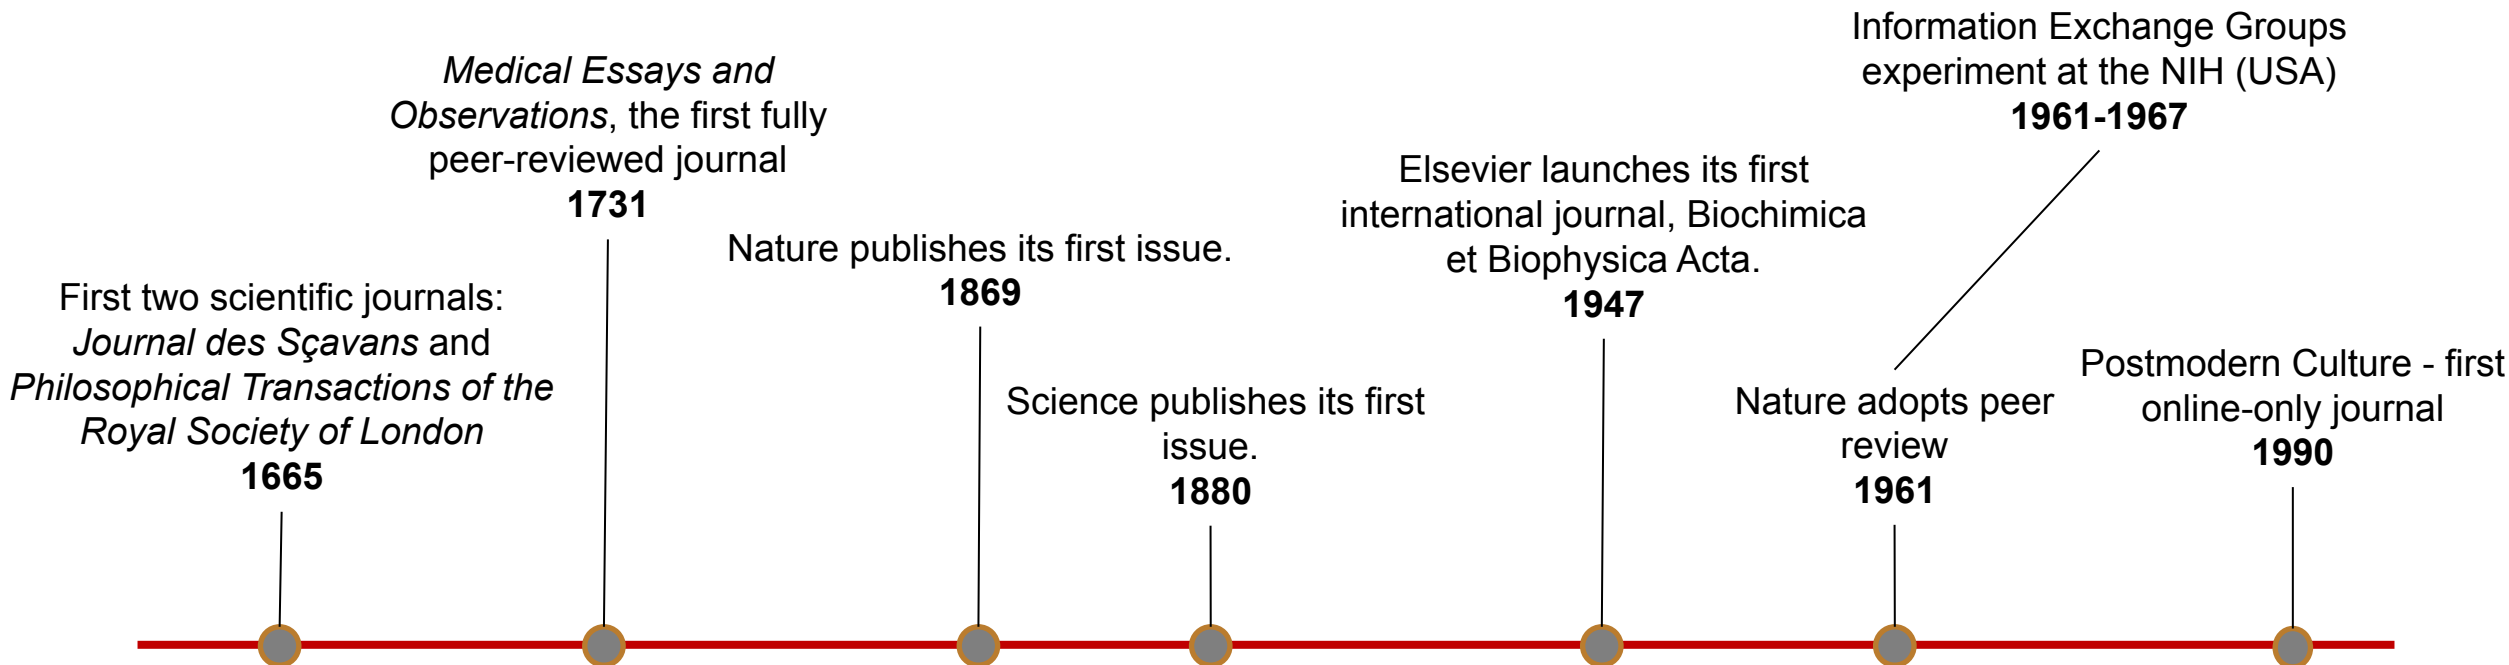 First two scientific journals:
Journal des Sçavans and
Philosophical Transactions of the
Royal Society of London
1665
Medical Essays and
Observations, the first fully
peer-reviewed journal
1731
Nature publishes its first issue.
1869
Science publishes its first
issue.
1880
Elsevier launches its first
international journal, Biochimica
et Biophysica Acta.
1947
Information Exchange Groups
experiment at the NIH (USA)
1961-1967
Nature adopts peer
review
1961
Postmodern Culture - first
online-only journal
1990